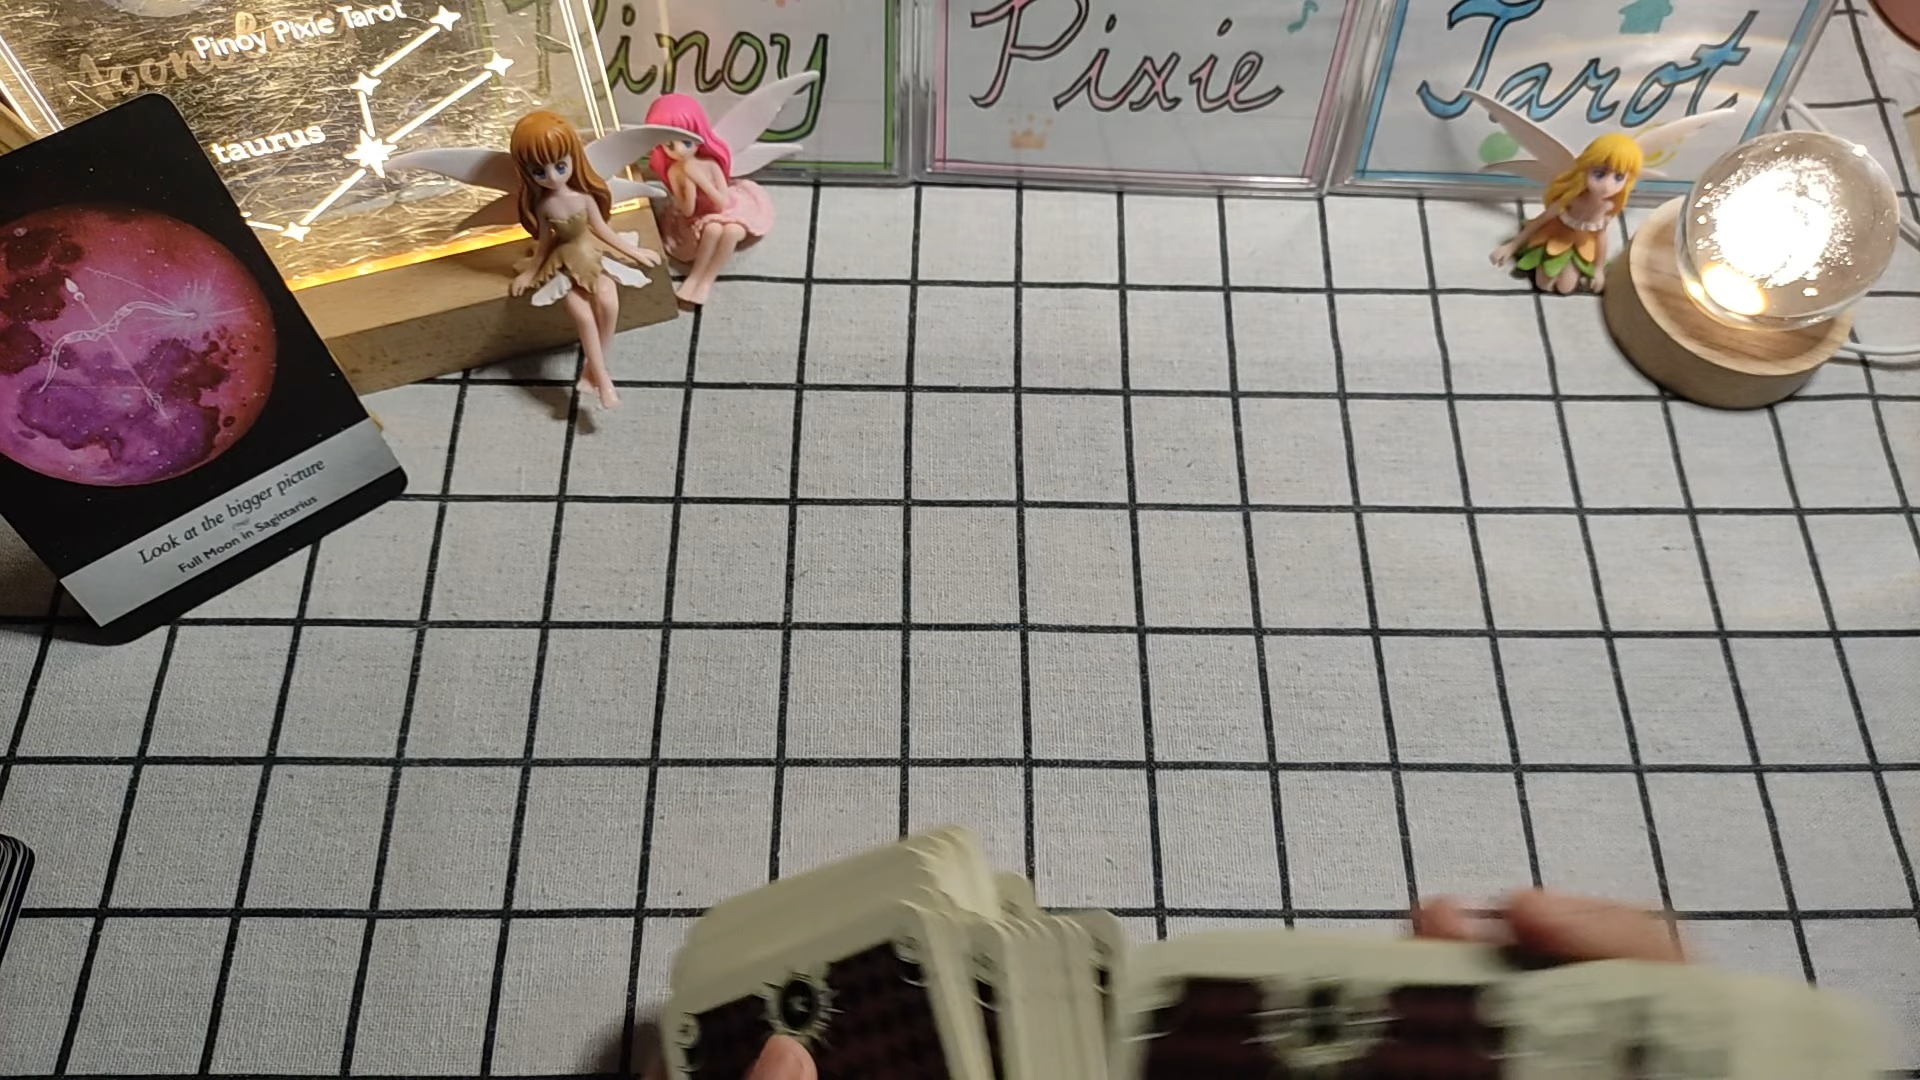 Pinoy Pixie Tarot
taurus
Pinoy
Pixie
Tarot
Look at the bigger picture
Full Moon in Sagittarius